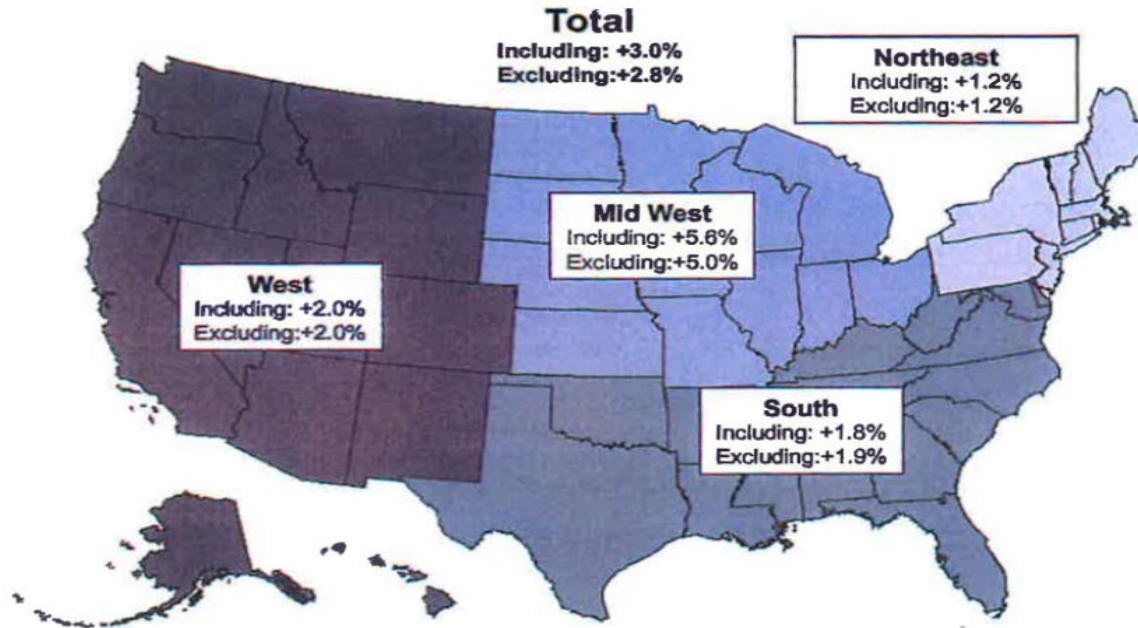 Total
Including: +3.0%
Excluding:+2.8%
Northeast
Including: +1.2%
Excluding: +1.2%
Mid West
Including: +5.6%
Excluding:+5.0%
West
Including: +2.0%
Excluding:+2.0%
South
Including: +1.8%
Excluding:+1.9%